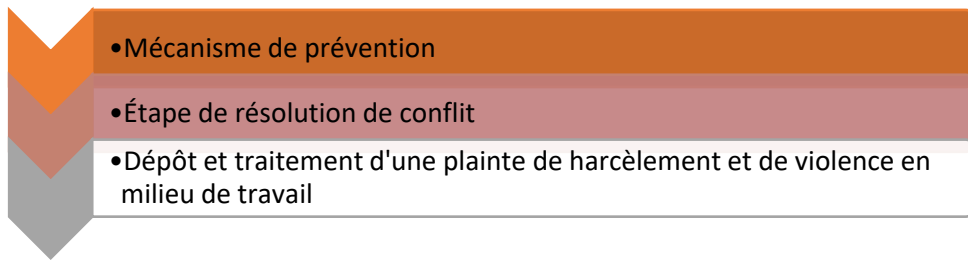 •Mécanisme de prévention
•Étape de résolution de conflit
•Dépôt et traitement d'une plainte de harcèlement et de violence en
milieu de travail